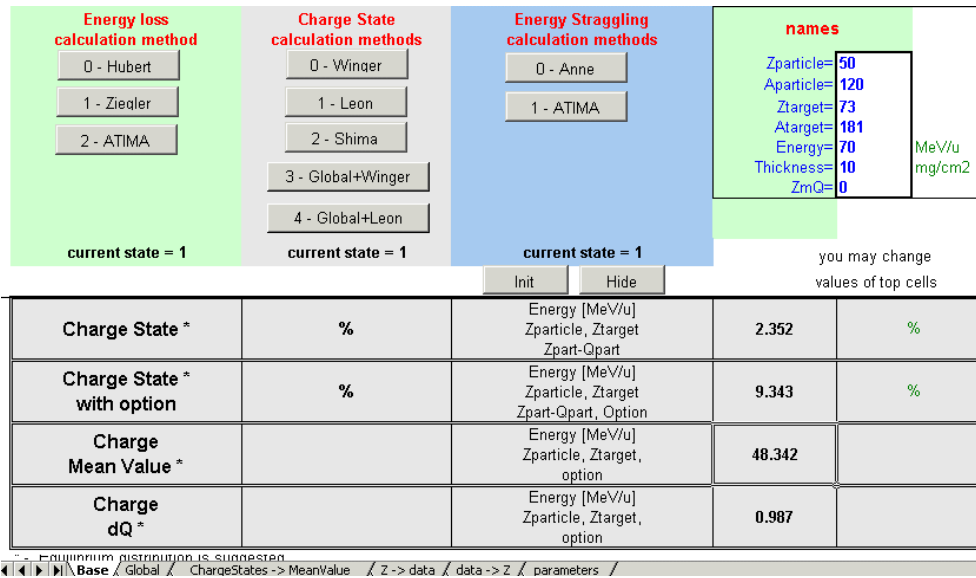 Energy loss
calculation method
0 - Hubert
1 - Ziegler
2 - ATIMA
current state = 1
Charge State
calculation methods
0 - Winger
1 - Leon
2 - Shima
3 - Global+Winger
4 - Global+Leon
current state = 1
Energy Straggling
calculation methods
0 - Anne
1 - ATIMA
current state = 1
Init Hide
names
Zparticle= 50
Aparticle= 120
Ztarget= 73
Atarget= 181
Energy= 70 MeV/u
Thickness= 10 mg/cm2
ZmQ= 0
you may change
values of top cells
Charge State *
%
Energy [MeV/u]
Zparticle, Ztarget
Zpart-Qpart
2.352
%
Charge State *
with option
%
Energy [MeV/u]
Zparticle, Ztarget
Zpart-Qpart, Option
9.343
%
Charge
Mean Value *
Energy [MeV/u]
Zparticle, Ztarget,
option
48.342
Charge
dQ *
Energy [MeV/u]
Zparticle, Ztarget,
option
0.987
* - Equilinrium distribution is suggested
Base Global ChargeStates -> MeanValue Z -> data data -> Z parameters